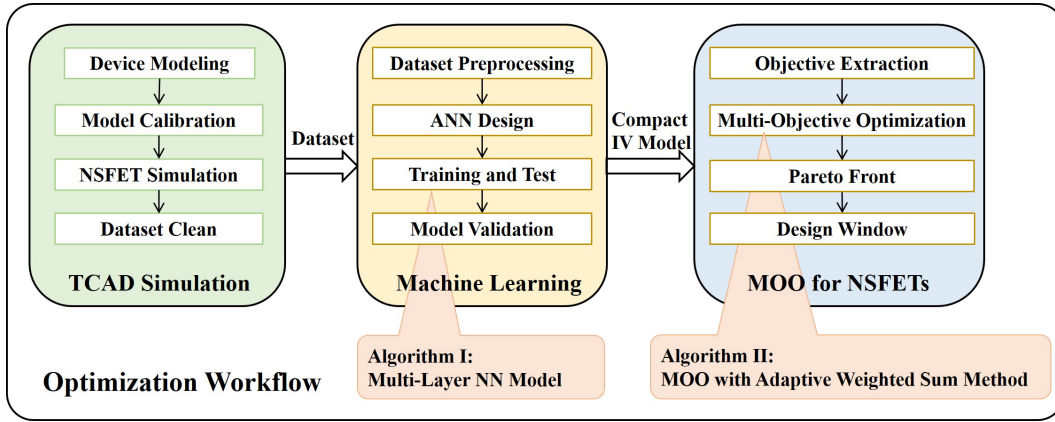 Device Modeling
Model Calibration
NSFET Simulation
Dataset Clean
TCAD Simulation
Dataset
Dataset Preprocessing
ANN Design
Training and Test
Model Validation
Machine Learning
Compact
IV Model
Objective Extraction
Multi-Objective Optimization
Pareto Front
Design Window
MOO for NSFETs
Algorithm I:
Multi-Layer NN Model
Algorithm II:
MOO with Adaptive Weighted Sum Method
Optimization Workflow